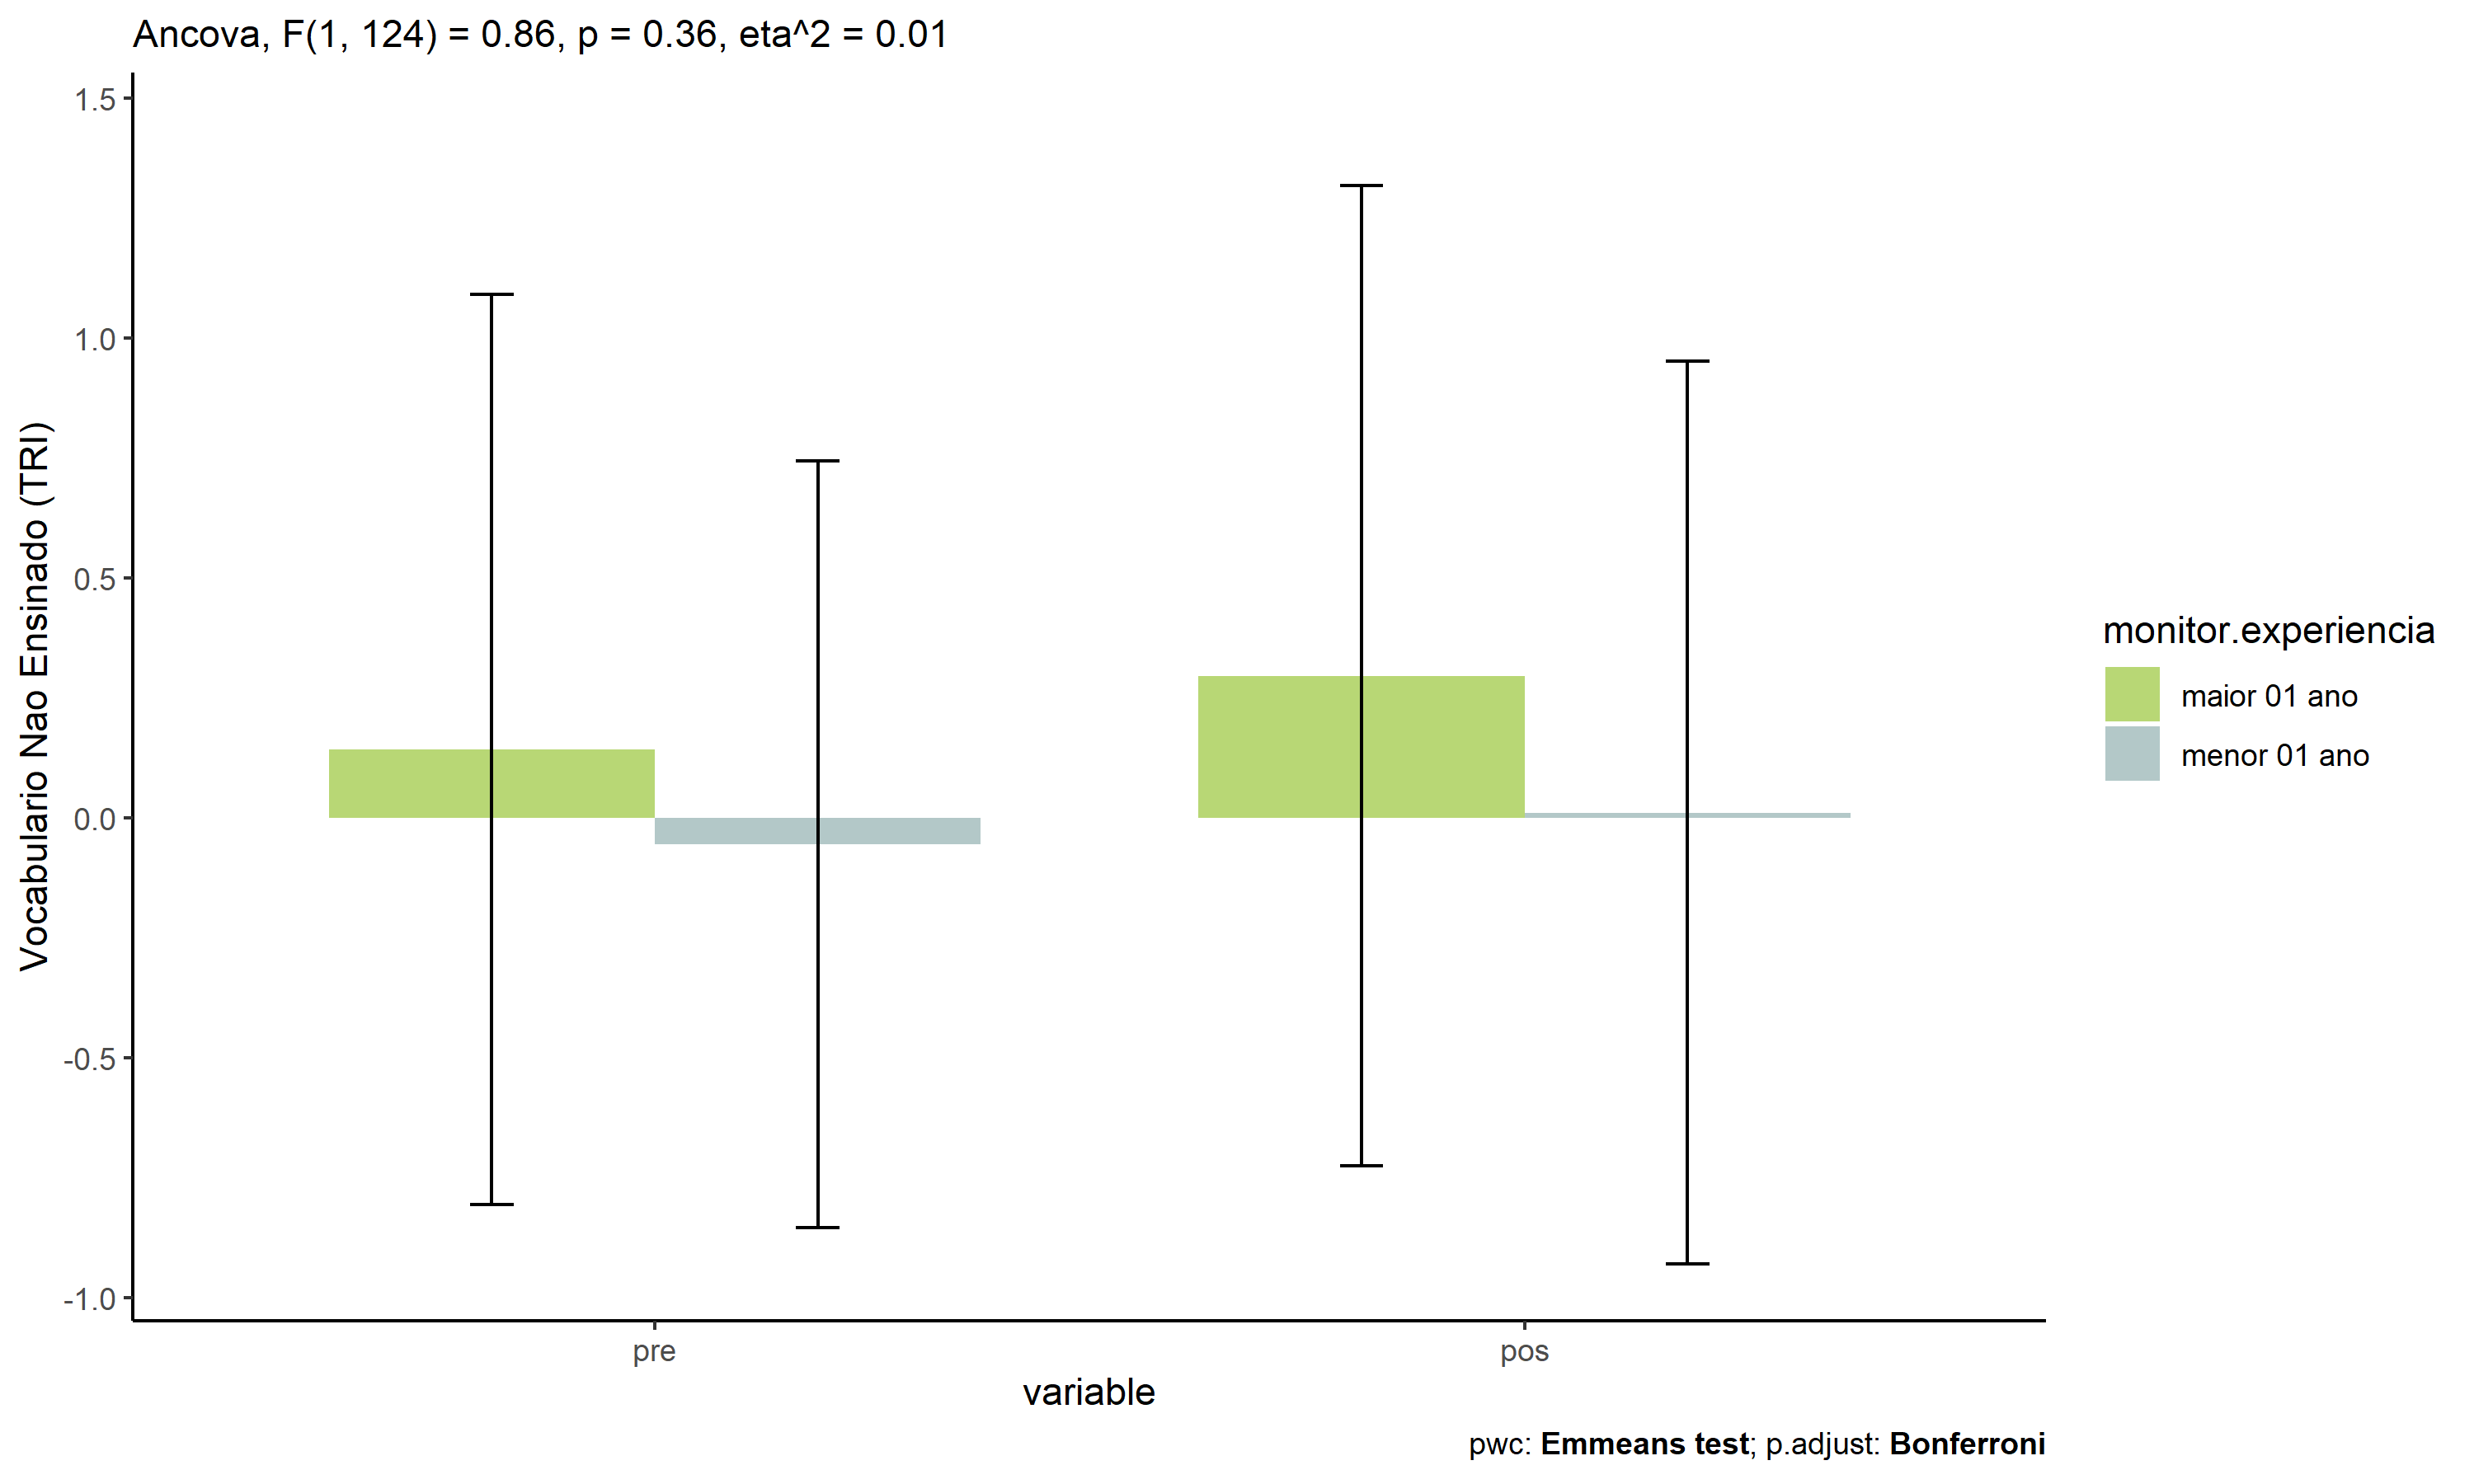 Ancova, F(1, 124) = 0.86, p = 0.36, eta^2 = 0.01
Vocabulario Nao Ensinado (TRI)
1.5
1.0
0.5
0.0
-0.5
-1.0
pre
pos
variable
monitor.experiencia
maior 01 ano
menor 01 ano
pwc: Emmeans test; p.adjust: Bonferroni